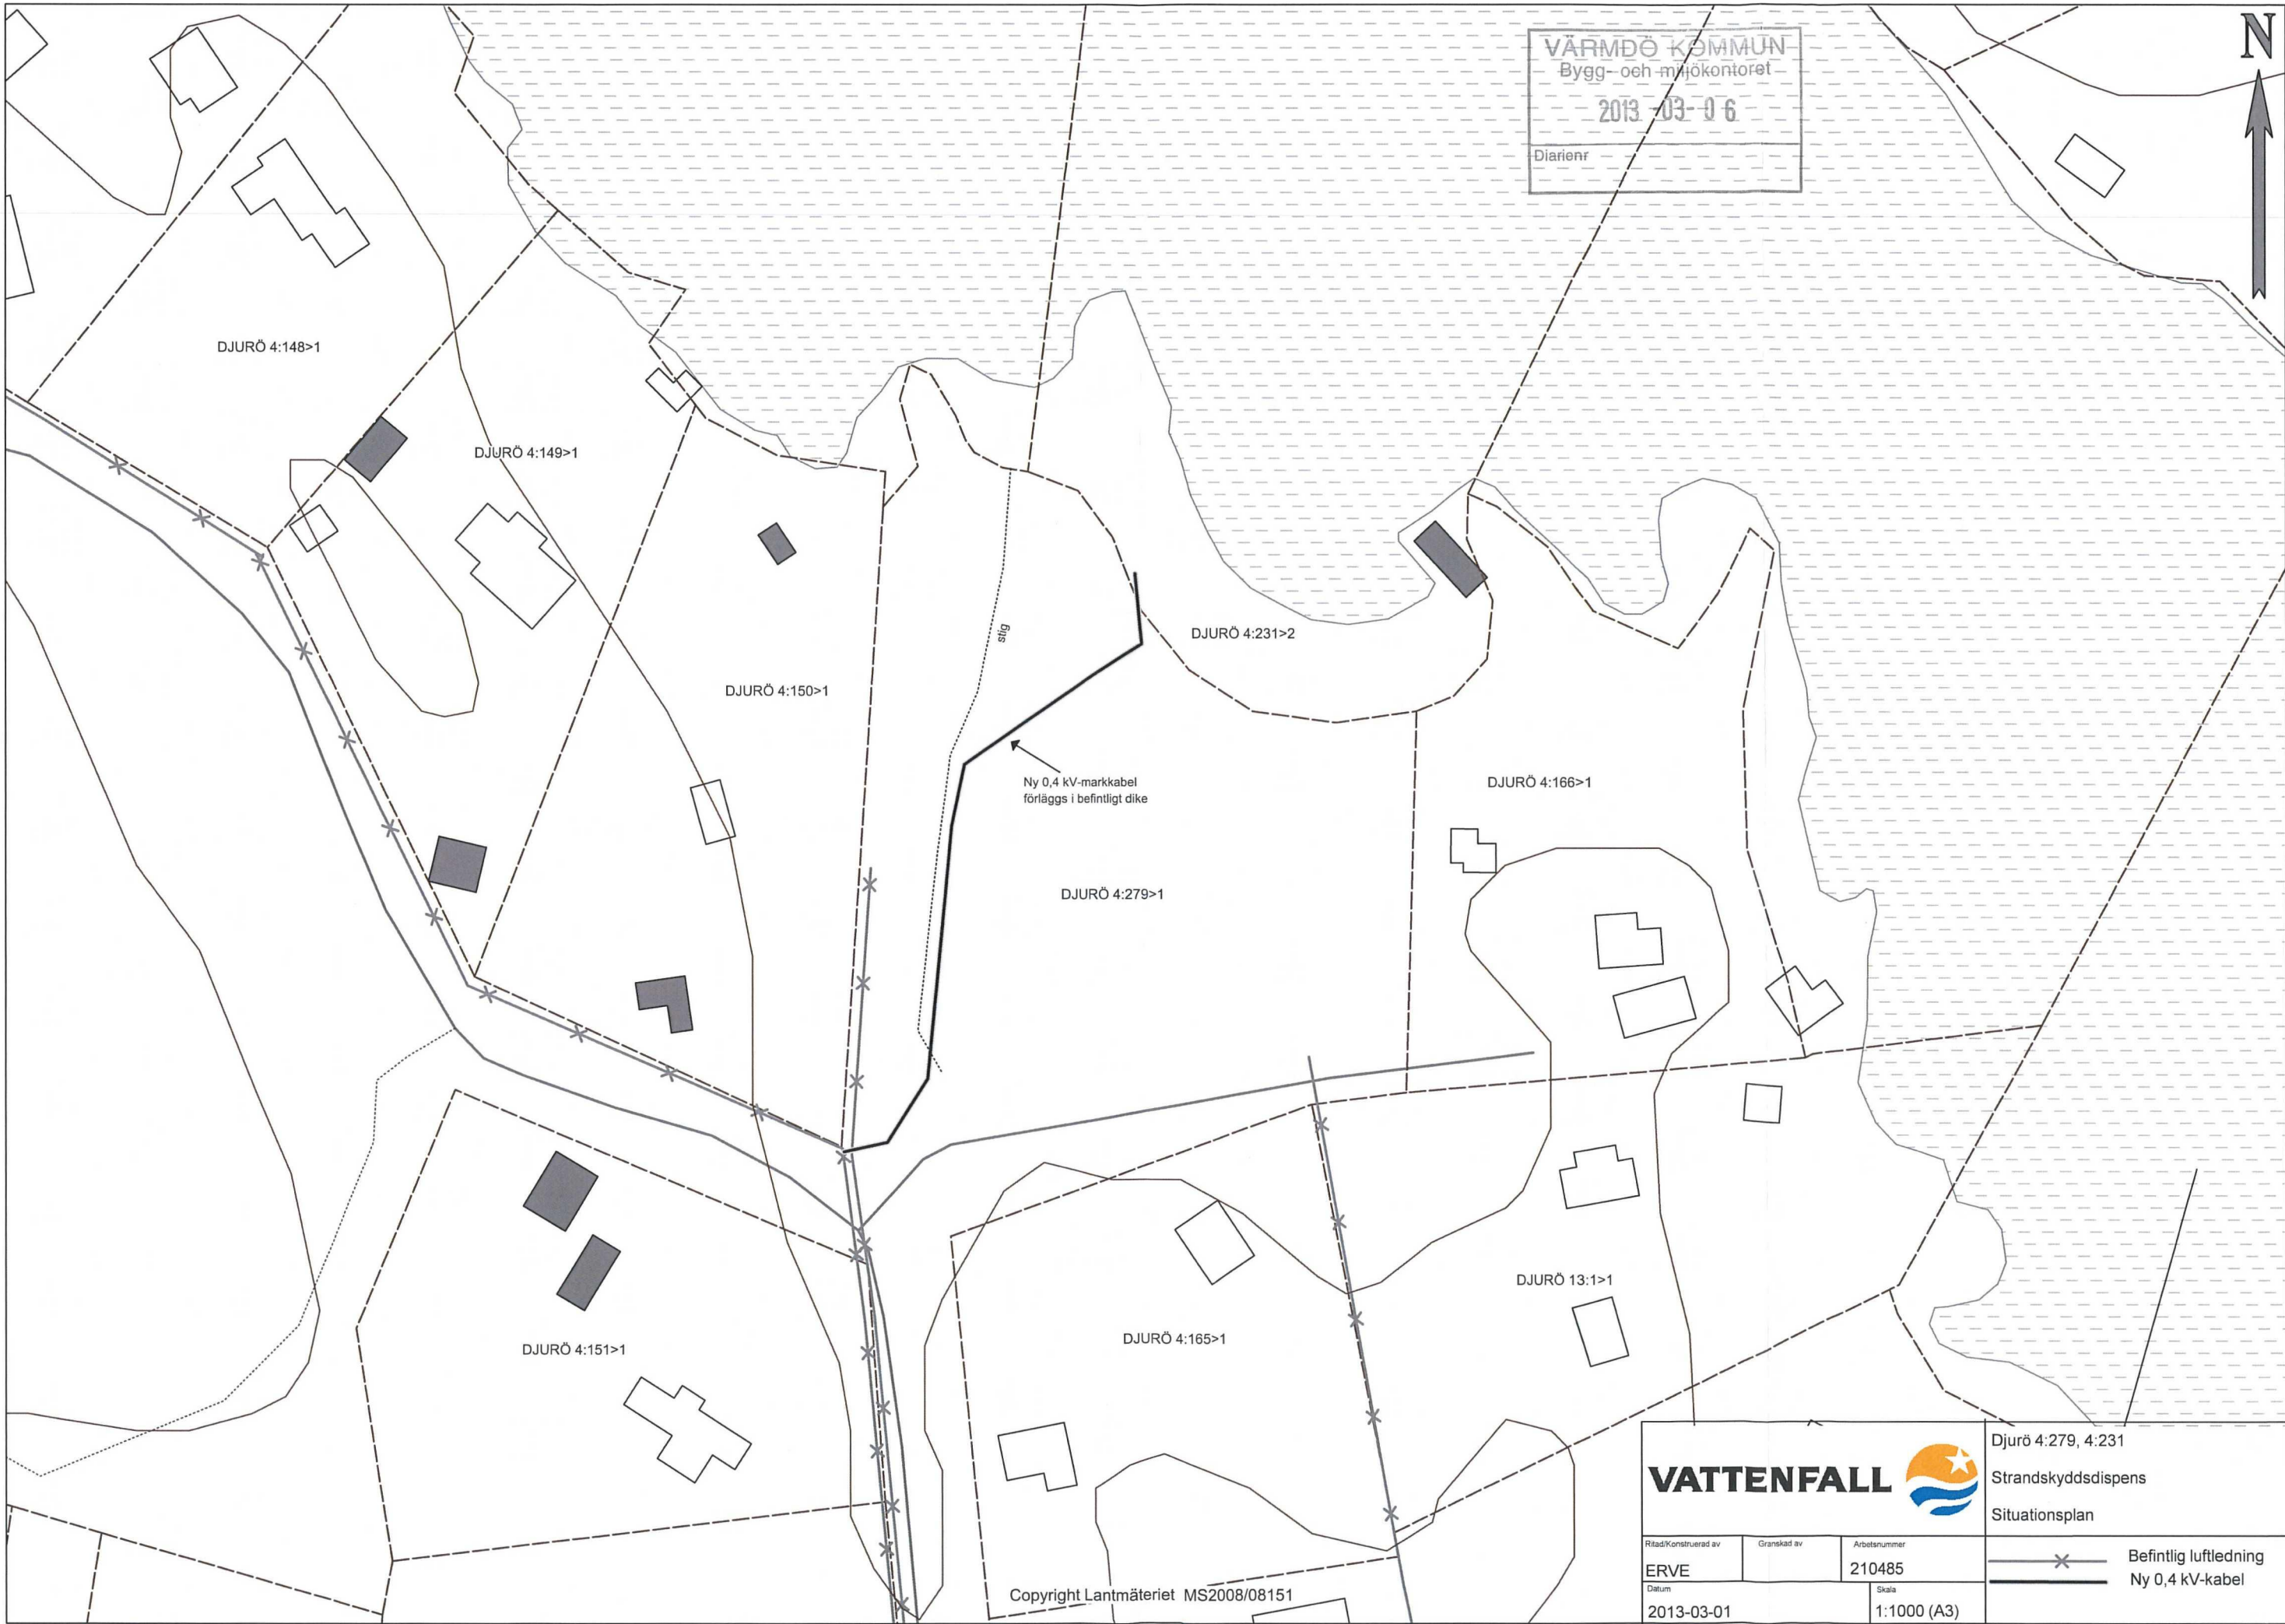 VÄRMDÖ KOMMUN
Bygg- och miljökontoret
2013 -03- 0 6
Diarienr
N
DJURÖ 4:148>1
DJURÖ 4:149>1
stig
DJURÖ 4:231>2
DJURÖ 4:150>1
Ny 0,4 kV-markkabel
förläggs i befintligt dike
DJURÖ 4:166>1
DJURÖ 4:279>1
DJURÖ 13:1>1
DJURÖ 4:165>1
DJURÖ 4:151>1
Copyright Lantmäteriet MS2008/08151
VATTENFALL
Djurö 4:279, 4:231
Strandskyddsdispens
Situationsplan
Ritad/Konstruerad av
ERVE
Granskad av
Arbetsnummer
210485
Datum
2013-03-01
Skala
1:1000 (A3)
Befintlig luftledning
Ny 0,4 kV-kabel